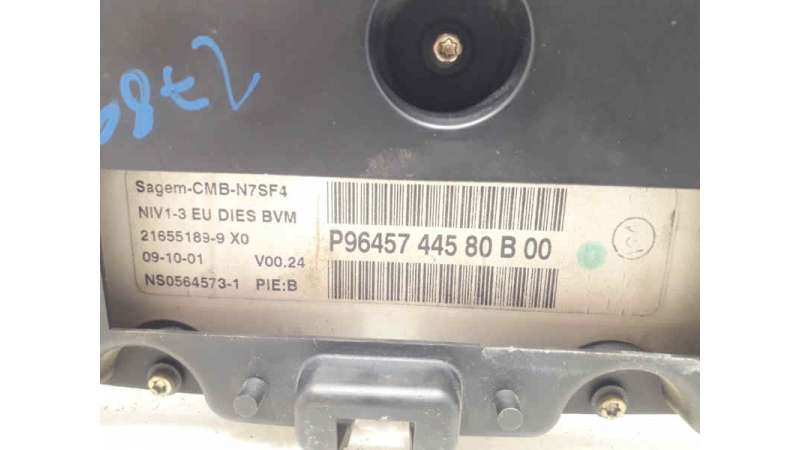 Sagem-CMB-N7SF4
NIV1-3 EU DIES BVM
21655189-9 X0
09-10-01 V00.24
NS0564573-1 PIE:B
P96457 445 80 B 00